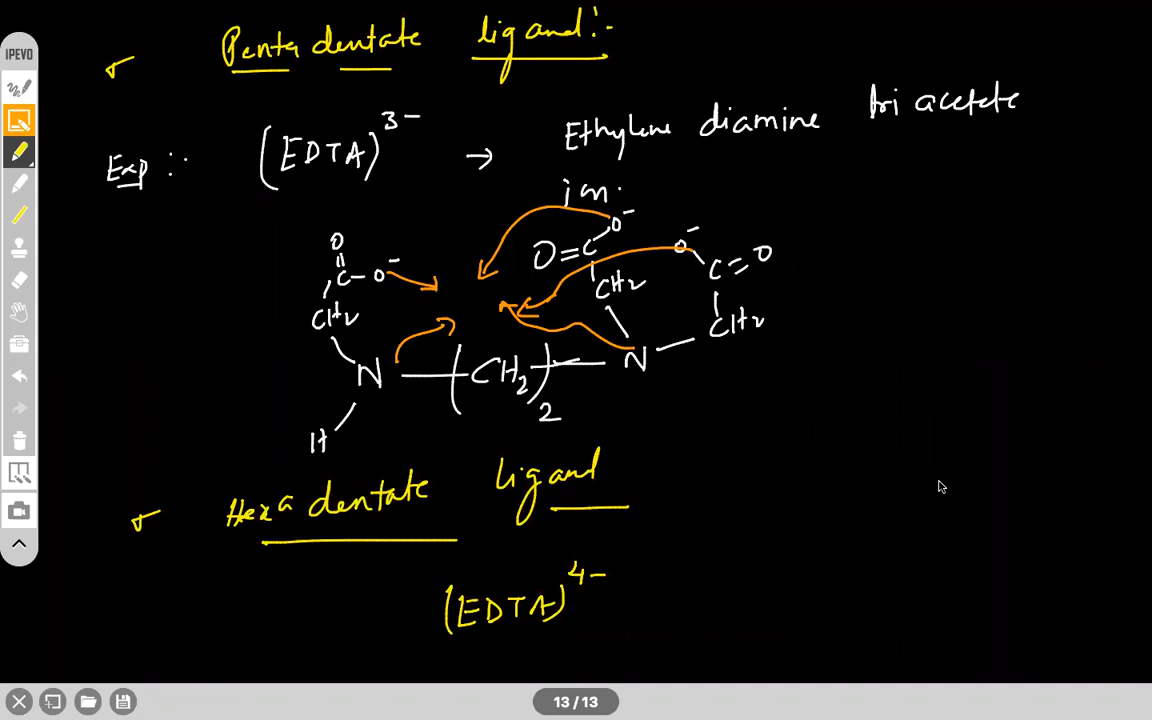 IPEVO
Penta dentate ligand:-
Exp :- (EDTA)³⁻ → Ethylene diamine tri acetate
ion.
O
||
C-O⁻
CH₂
N
H
(CH₂)₂
O=C
O⁻
CH₂
N
O⁻
C=O
CH₂
Hexa dentate ligand
(EDTA)⁴⁻
13/13